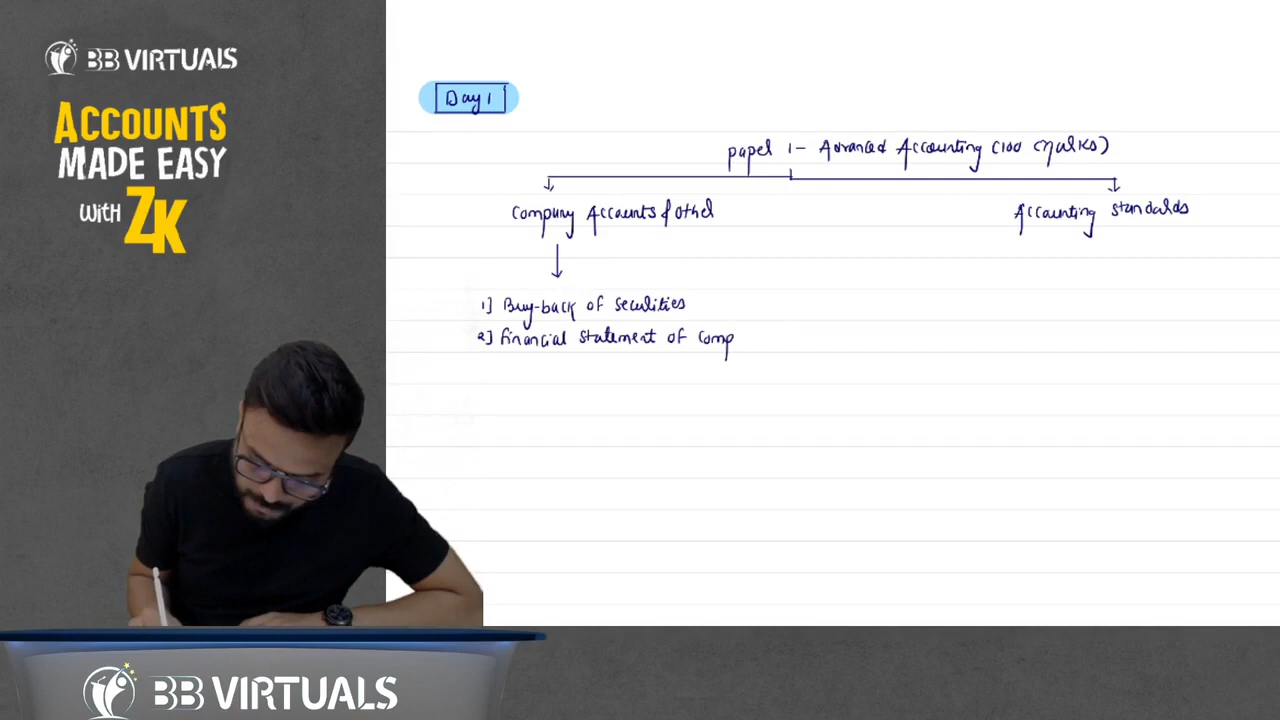 BB VIRTUALS
ACCOUNTS
MADE EASY
WITH ZK
Day 1
paper 1 - Advanced Accounting (100 marks)
Company Accounts & Other
Accounting Standards
1] Buy-back of Securities
2] Financial Statement of Comp
BB VIRTUALS